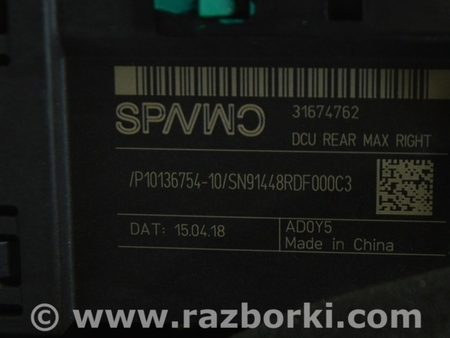 31674762
DCU REAR MAX RIGHT
/P10136754-10/SN91448RDF000C3
DAT: 15.04.18
AD0Y5
Made in China
© www.razborki.com